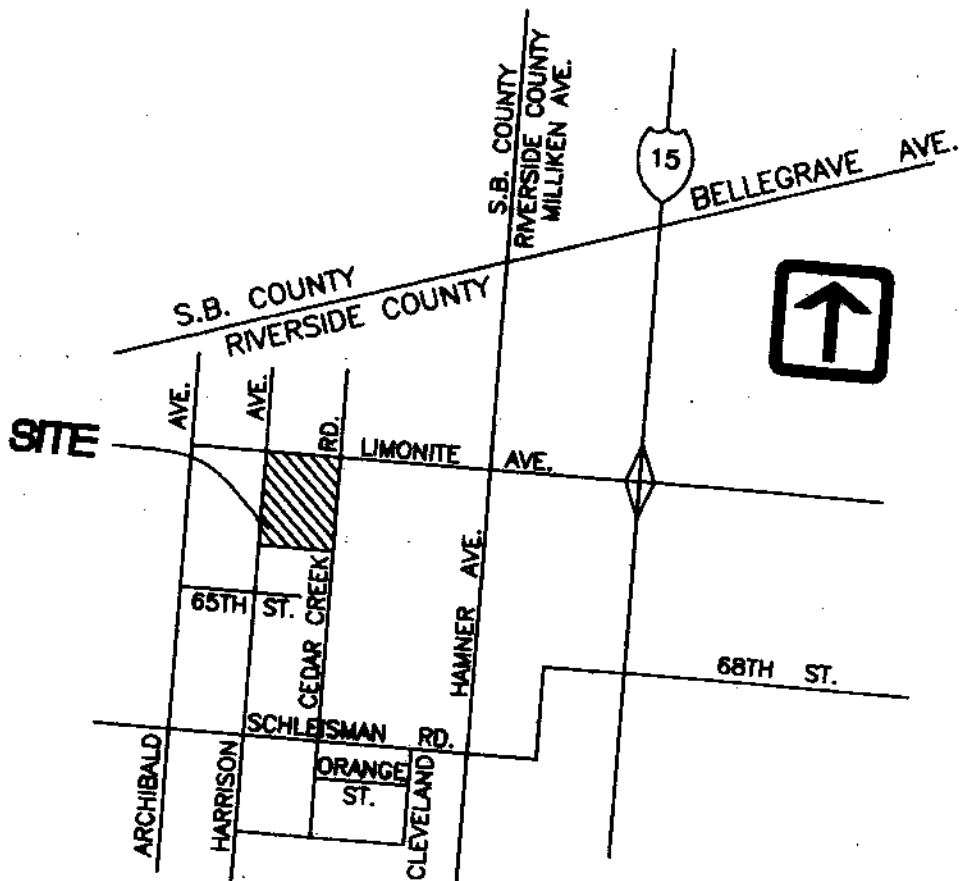 S.B. COUNTY
RIVERSIDE COUNTY
MILLIKEN AVE.
15
BELLEGRAVE AVE.
S.B. COUNTY
RIVERSIDE COUNTY
AVE.
AVE.
RD.
SITE
LIMONITE AVE.
HAMNER AVE.
CEDAR CREEK
65TH ST.
68TH ST.
SCHLEISMAN RD.
ORANGE
ST.
ARCHIBALD
HARRISON
CLEVELAND